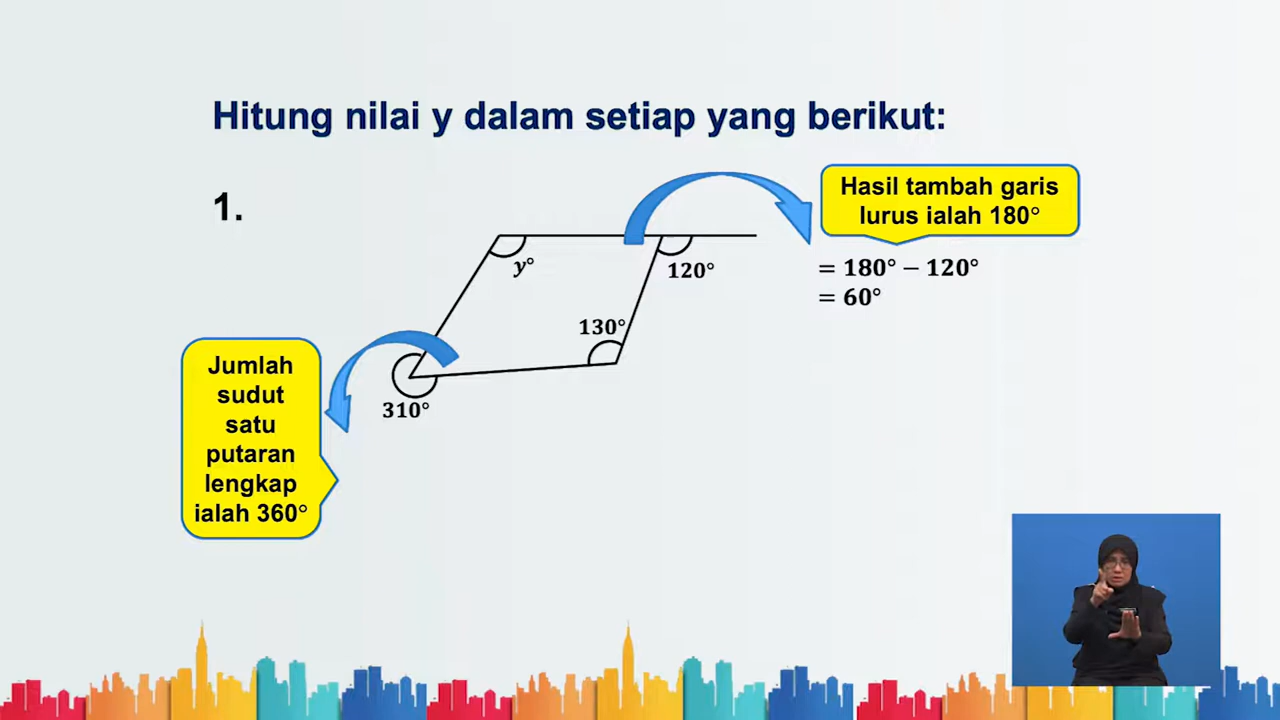 Hitung nilai y dalam setiap yang berikut:
1.
Hasil tambah garis
lurus ialah 180°
y°
120°
= 180° − 120°
= 60°
130°
310°
Jumlah
sudut
satu
putaran
lengkap
ialah 360°